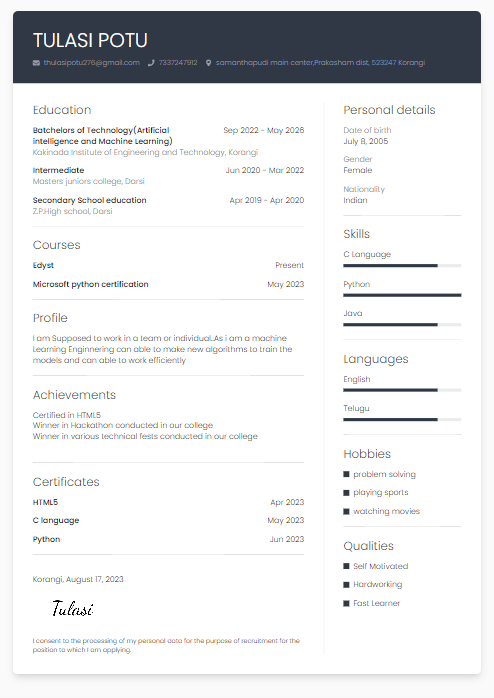 TULASI POTU
thulasipotu276@gmail.com 7337247912 samanthapudi main center,Prakasham dist, 523247 Korangi
Education
Batchelors of Technology(Artificial Sep 2022 - May 2026
intelligence and Machine Learning)
Kakinada Institute of Engineering and Technology, Korangi
Intermediate Jun 2020 - Mar 2022
Masters juniors college, Darsi
Secondary School education Apr 2019 - Apr 2020
Z.P.High school, Darsi
Courses
Edyst Present
Microsoft python certification May 2023
Profile
I am Supposed to work in a team or individual.As i am a machine
Learning Enginnering can able to make new algorithms to train the
models and can able to work efficiently
Achievements
Certified in HTML5
Winner in Hackathon conducted in our college
Winner in various technical fests conducted in our college
Certificates
HTML5 Apr 2023
C language May 2023
Python Jun 2023
Korangi, August 17, 2023
Tulasi
I consent to the processing of my personal data for the purpose of recruitment for the
position to which I am applying.
Personal details
Date of birth
July 8, 2005
Gender
Female
Nationality
Indian
Skills
C Language
Python
Java
Languages
English
Telugu
Hobbies
problem solving
playing sports
watching movies
Qualities
Self Motivated
Hardworking
Fast Learner